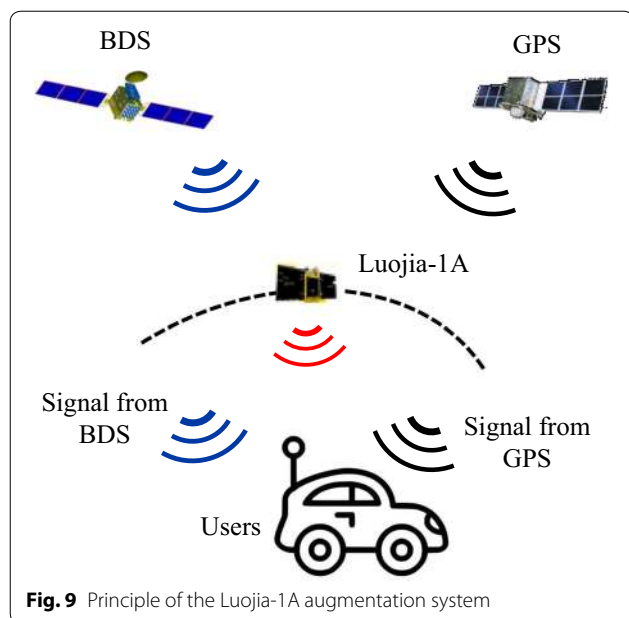 BDS
GPS
Luojia-1A
Signal from
BDS
Signal from
GPS
Users
Fig. 9 Principle of the Luojia-1A augmentation system